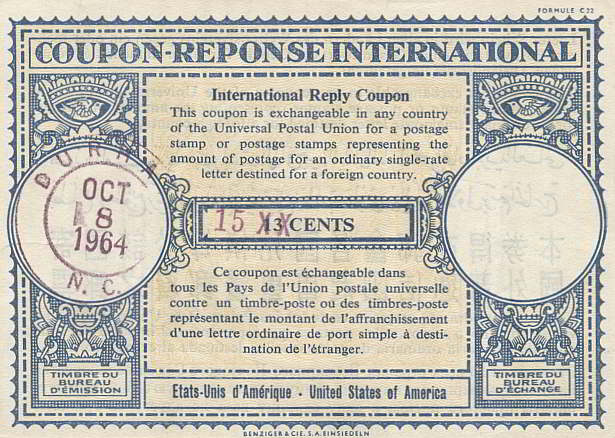 FORMULE C 22
COUPON-REPONSE INTERNATIONAL
International Reply Coupon
This coupon is exchangeable in any country
of the Universal Postal Union for a postage
stamp or postage stamps representing the
amount of postage for an ordinary single-rate
letter destined for a foreign country.
OCT
8
1964
N. C.
15 XX
13 CENTS
Ce coupon est échangeable dans
tous les Pays de l'Union postale universelle
contre un timbre-poste ou des timbres-poste
représentant le montant de l'affranchissement
d'une lettre ordinaire de port simple à desti-
nation de l'étranger.
TIMBRE DU
BUREAU
D'ÉMISSION
Etats-Unis d'Amérique - United States of America
TIMBRE DU
BUREAU
D'ÉCHANGE
BENZIGER & CIE. S.A. EINSIEDELN